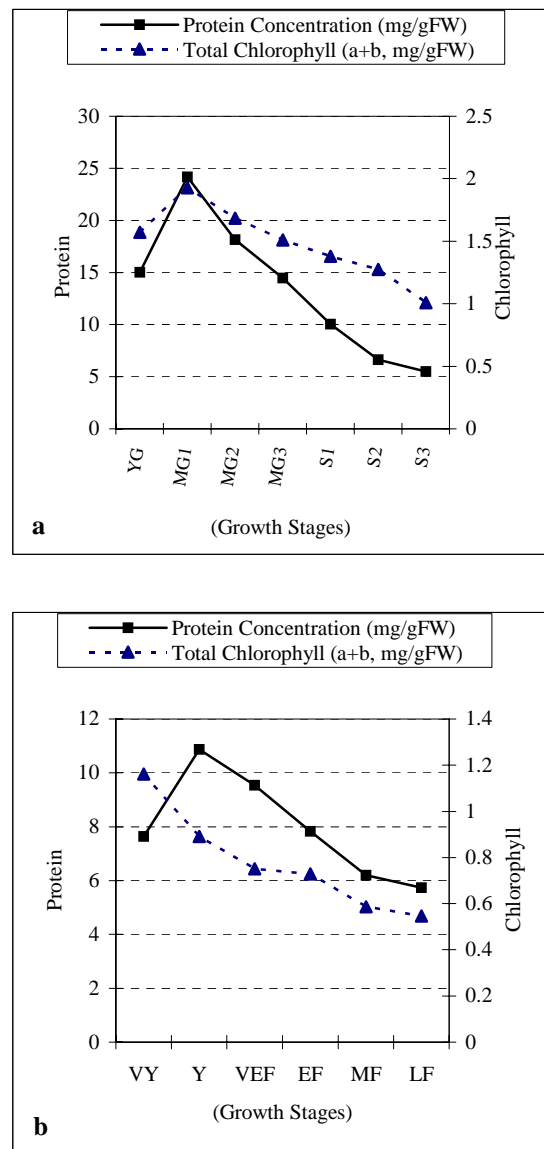 Protein Concentration (mg/gFW)
Total Chlorophyll (a+b, mg/gFW)
30
25
20
15
10
5
0
Protein
2.5
2
1.5
1
0.5
0
Chlorophyll
YG MG1 MG2 MG3 S1 S2 S3
(Growth Stages)
a
Protein Concentration (mg/gFW)
Total Chlorophyll (a+b, mg/gFW)
12
10
8
6
4
2
0
Protein
1.4
1.2
1
0.8
0.6
0.4
0.2
0
Chlorophyll
VY Y VEF EF MF LF
(Growth Stages)
b